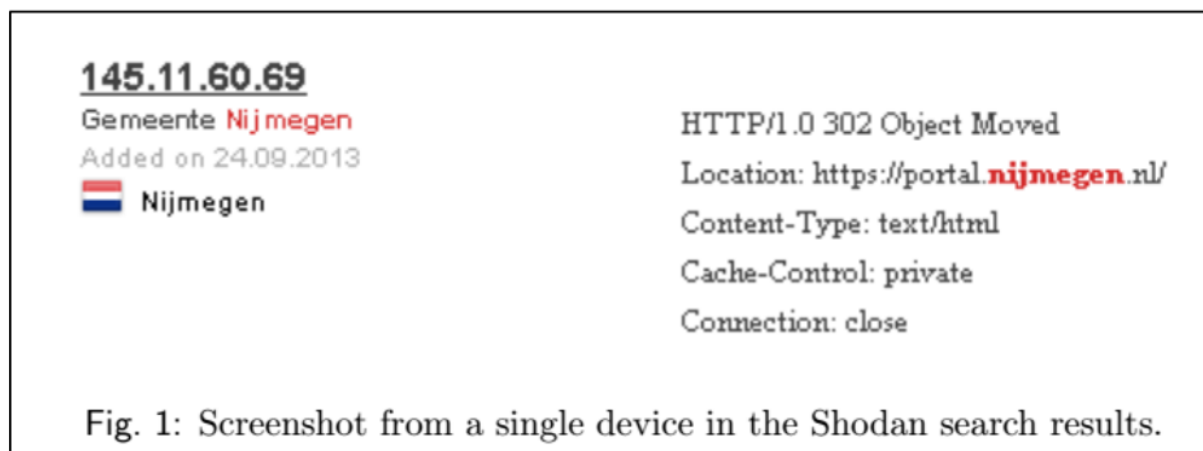 145.11.60.69
Gemeente Nijmegen
Added on 24.09.2013
Nijmegen
HTTP/1.0 302 Object Moved
Location: https://portal.nijmegen.nl/
Content-Type: text/html
Cache-Control: private
Connection: close
Fig. 1: Screenshot from a single device in the Shodan search results.